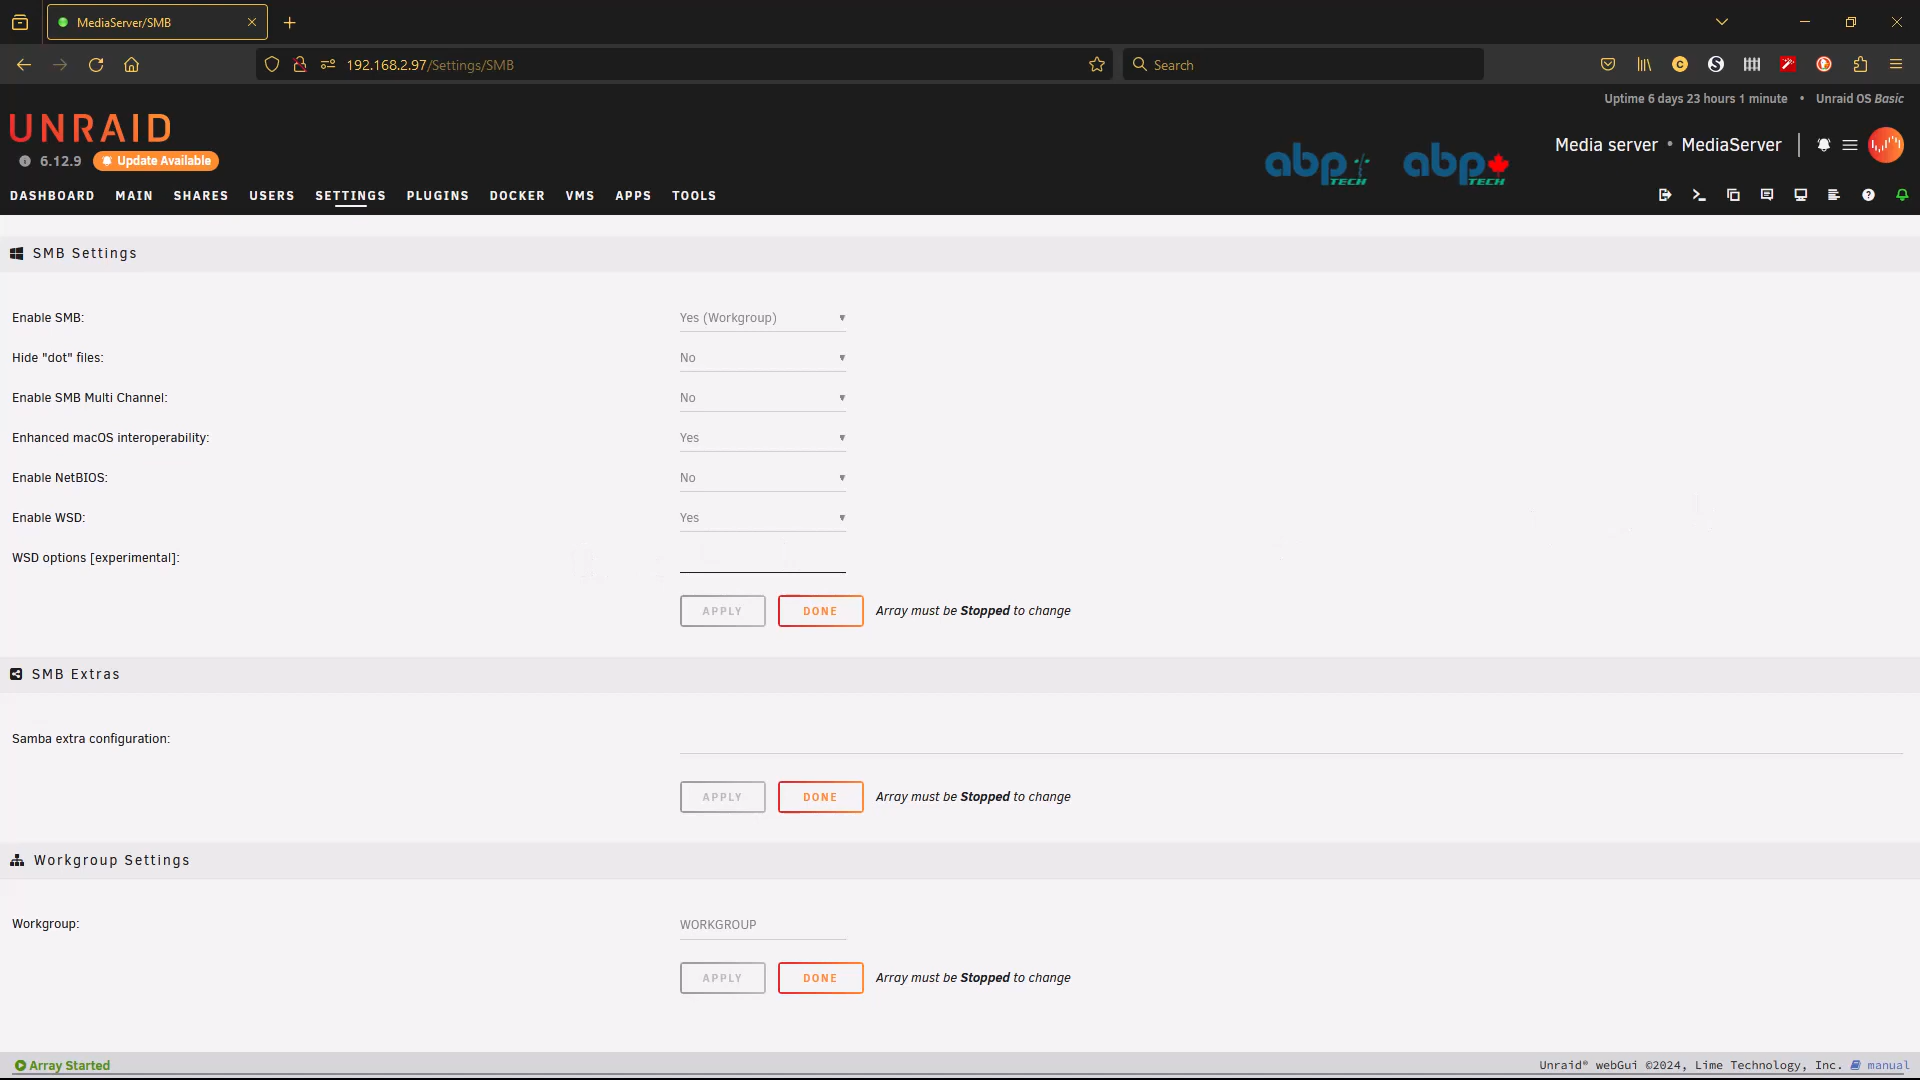 MediaServer/SMB
192.168.2.97/Settings/SMB
Search
Uptime 6 days 23 hours 1 minute • Unraid OS Basic
UNRAID
6.12.9 Update Available
abp TECH abp TECH
Media server • MediaServer
DASHBOARD MAIN SHARES USERS SETTINGS PLUGINS DOCKER VMS APPS TOOLS
SMB Settings
Enable SMB: Yes (Workgroup)
Hide "dot" files: No
Enable SMB Multi Channel: No
Enhanced macOS interoperability: Yes
Enable NetBIOS: No
Enable WSD: Yes
WSD options [experimental]:
APPLY DONE Array must be Stopped to change
SMB Extras
Samba extra configuration:
APPLY DONE Array must be Stopped to change
Workgroup Settings
Workgroup: WORKGROUP
APPLY DONE Array must be Stopped to change
Array Started
Unraid® webGui ©2024, Lime Technology, Inc. manual